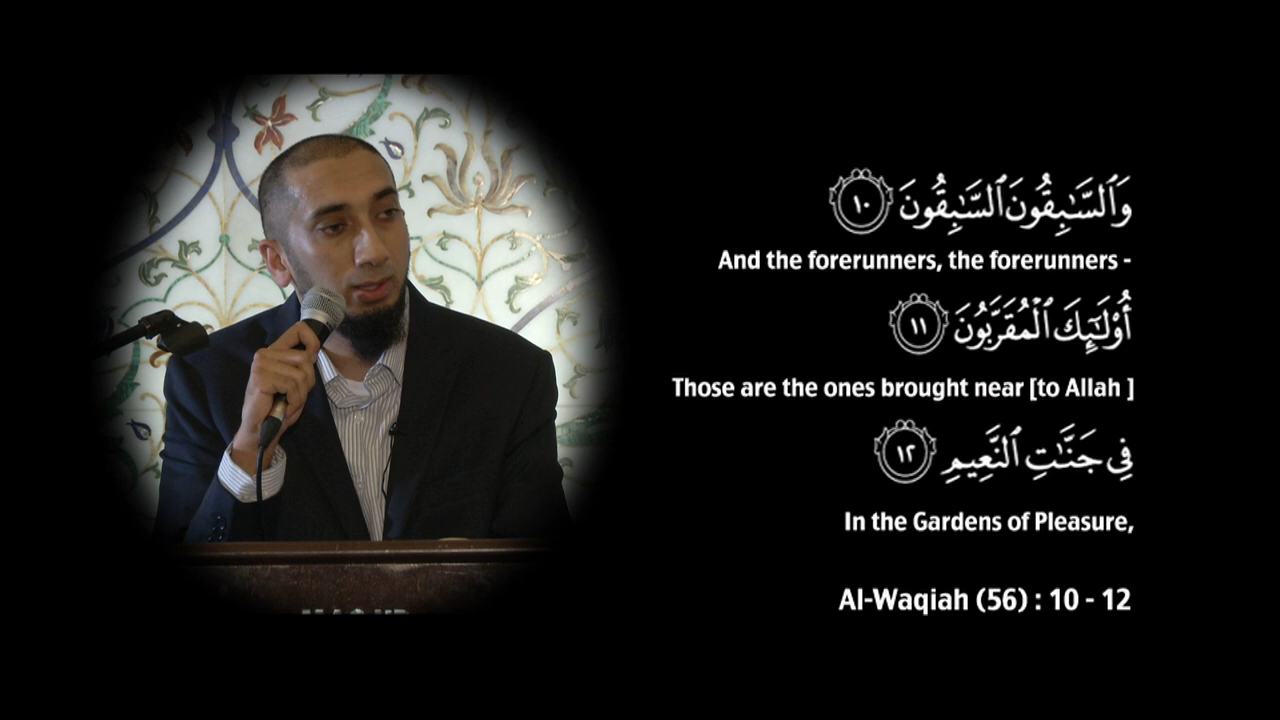 وَٱلسَّـٰبِقُونَ ٱلسَّـٰبِقُونَ ١٠
And the forerunners, the forerunners -
أُو۟لَـٰٓئِكَ ٱلْمُقَرَّبُونَ ١١
Those are the ones brought near [to Allah ]
فِى جَنَّـٰتِ ٱلنَّعِيمِ ١٢
In the Gardens of Pleasure,
Al-Waqiah (56) : 10 - 12